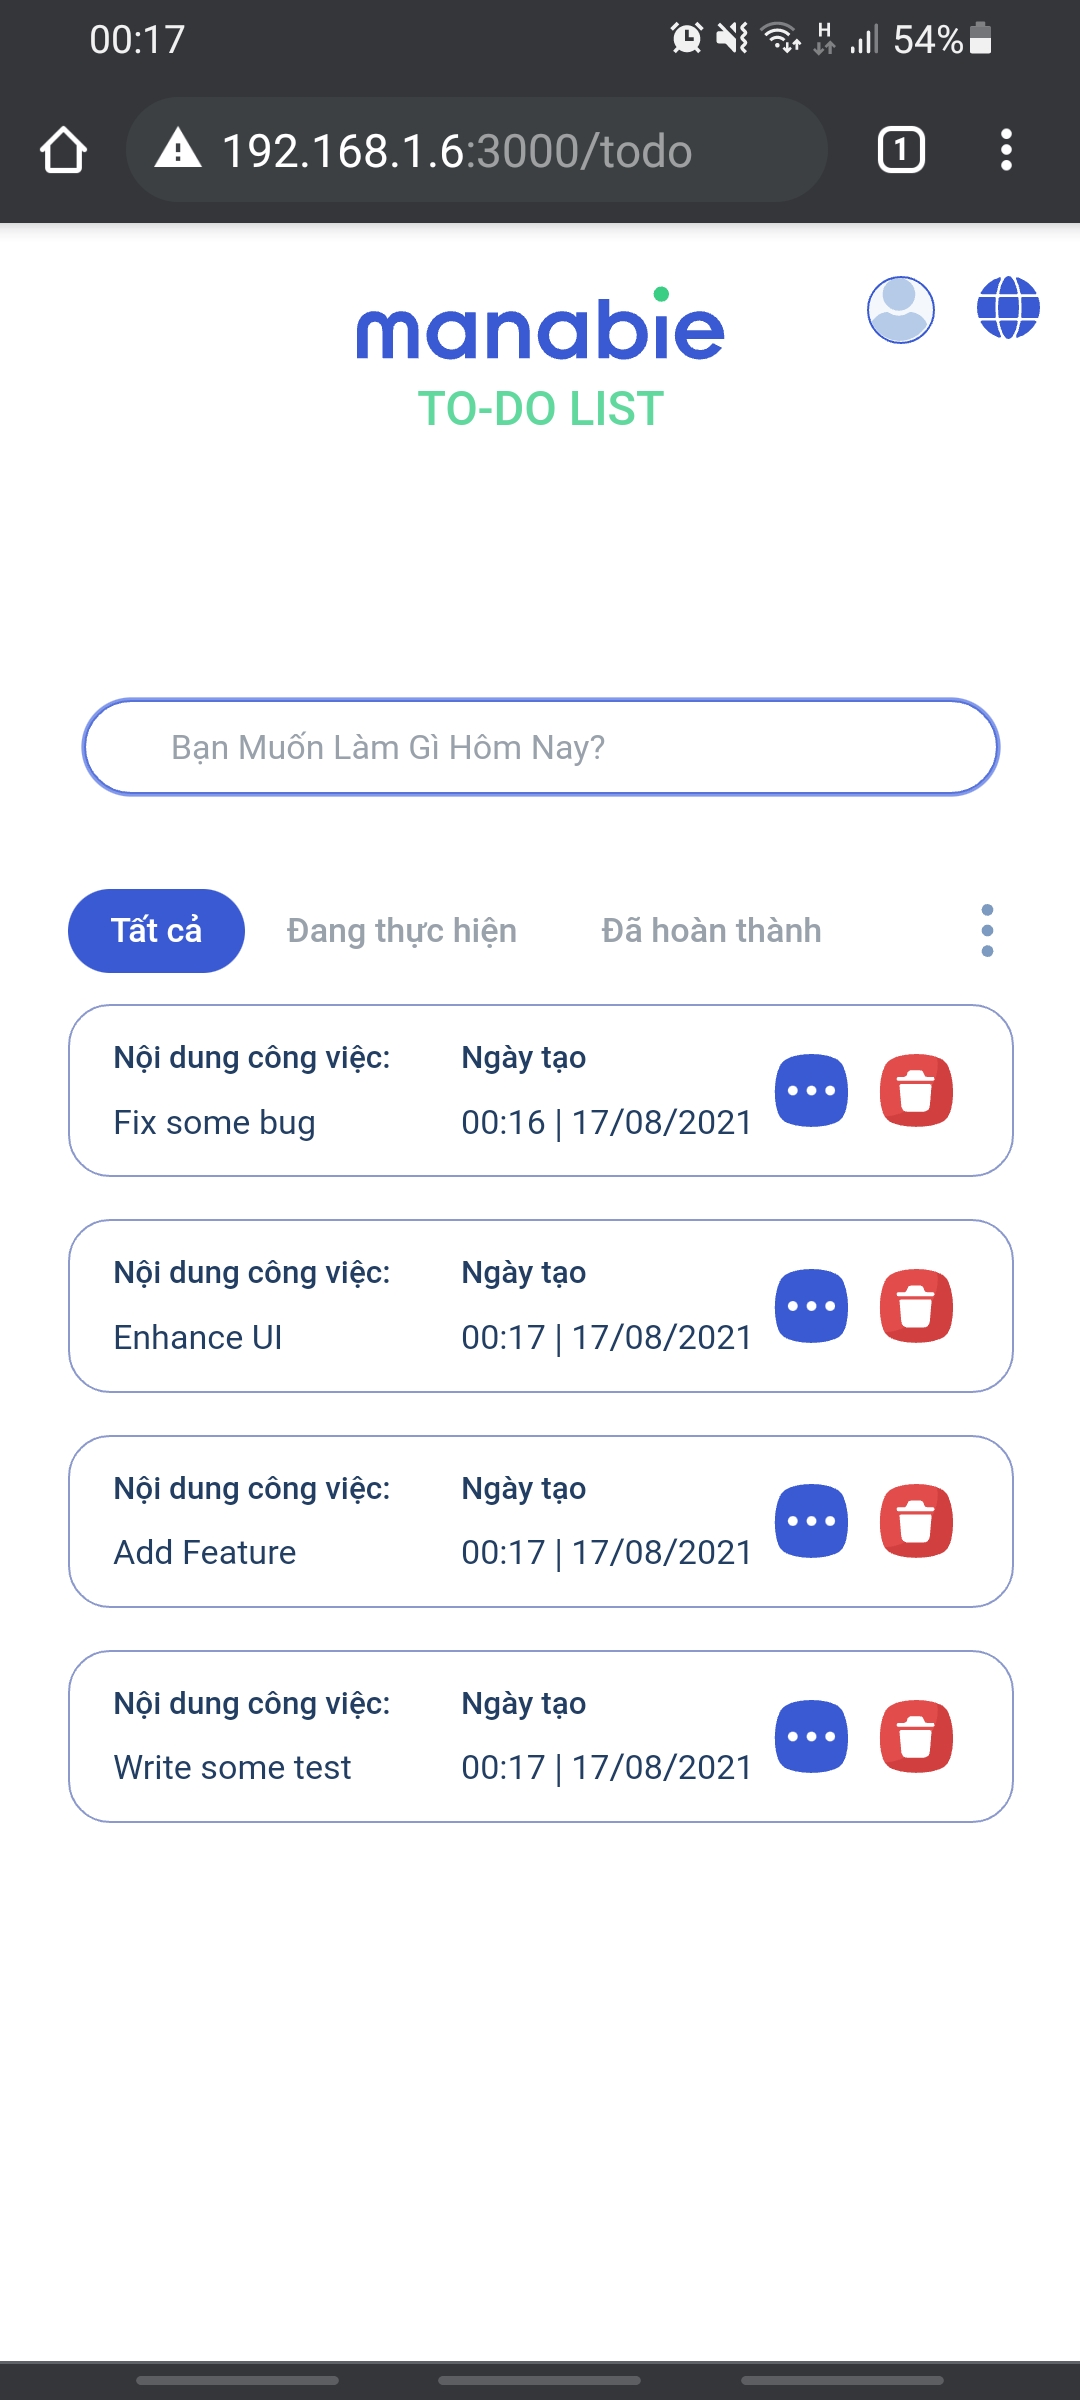 00:17
H
54%
192.168.1.6:3000/todo
1
manabie
TO-DO LIST
Bạn Muốn Làm Gì Hôm Nay?
Tất cả
Đang thực hiện
Đã hoàn thành
Nội dung công việc: Ngày tạo
Fix some bug 00:16 | 17/08/2021
Nội dung công việc: Ngày tạo
Enhance UI 00:17 | 17/08/2021
Nội dung công việc: Ngày tạo
Add Feature 00:17 | 17/08/2021
Nội dung công việc: Ngày tạo
Write some test 00:17 | 17/08/2021